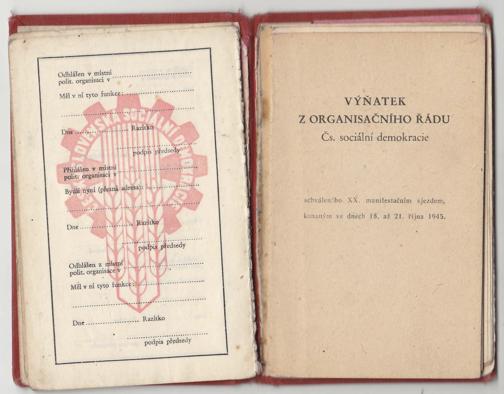 Odhlášen v místní
polit. organisaci v
Měl v ní tyto funkce:
Dne Razítko
podpis předsedy
Přihlášen v místní
polit. organisaci v
Bydlí nyní (přesná adresa):
Dne Razítko
podpis předsedy
Odhlášen z místní
polit. organisace v
Měl v ní tyto funkce:
Dne Razítko
podpis předsedy
VÝŇATEK
Z ORGANISAČNÍHO ŘÁDU
Čs. sociální demokracie
schváleného XX. manifestačním sjezdem,
konaným ve dnech 18. až 21. října 1945.